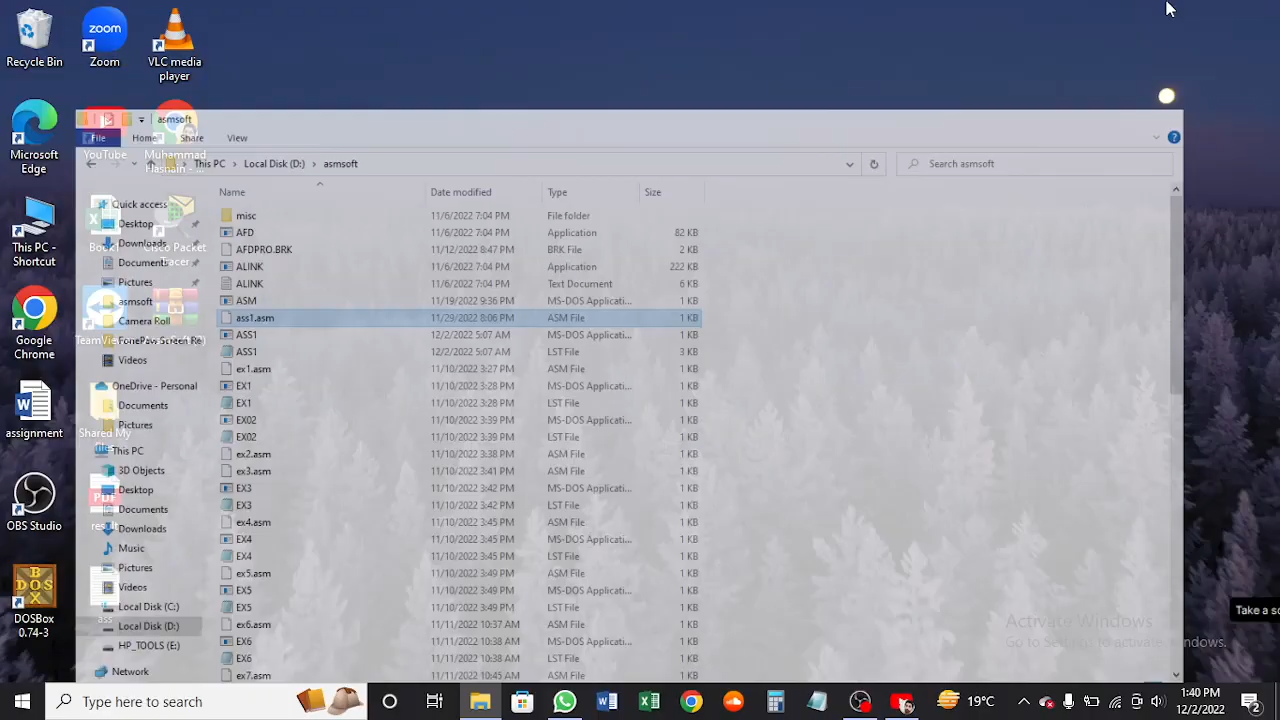 Recycle Bin
Zoom
VLC media
Microsoft Edge
YouTube
Muhammad Hasnain - ...
This PC - Shortcut
Book1
Cisco Packet Tracer
Google Chrome
assignment
Shared My
OBS Studio
result
DOSBox 0.74-3
ass
asmsoft
File Home Share View
This PC > Local Disk (D:) > asmsoft
Search asmsoft
Name Date modified Type Size
Quick access
Desktop
Downloads
Documents
Pictures
asmsoft
Camera Roll
Videos
OneDrive - Personal
Documents
Pictures
This PC
3D Objects
Desktop
Documents
Downloads
Music
Pictures
Videos
Local Disk (C:)
Local Disk (D:)
HP_TOOLS (E:)
Network
misc 11/6/2022 7:04 PM File folder
AFD 11/6/2022 7:04 PM Application 82 KB
AFDPRO.BRK 11/12/2022 8:47 PM BRK File 2 KB
ALINK 11/6/2022 7:04 PM Application 222 KB
ALINK 11/6/2022 7:04 PM Text Document 6 KB
ASM 11/19/2022 9:36 PM MS-DOS Applicati... 1 KB
ass1.asm 11/29/2022 8:06 PM ASM File 1 KB
ASS1 12/2/2022 5:07 AM MS-DOS Applicati... 1 KB
ASS1 12/2/2022 5:07 AM LST File 3 KB
ex1.asm 11/10/2022 3:27 PM ASM File 1 KB
EX1 11/10/2022 3:28 PM MS-DOS Applicati... 1 KB
EX1 11/10/2022 3:28 PM LST File 1 KB
EX02 11/10/2022 3:39 PM MS-DOS Applicati... 1 KB
EX02 11/10/2022 3:39 PM LST File 1 KB
ex2.asm 11/10/2022 3:38 PM ASM File 1 KB
ex3.asm 11/10/2022 3:41 PM ASM File 1 KB
EX3 11/10/2022 3:42 PM MS-DOS Applicati... 1 KB
EX3 11/10/2022 3:42 PM LST File 1 KB
ex4.asm 11/10/2022 3:45 PM ASM File 1 KB
EX4 11/10/2022 3:45 PM MS-DOS Applicati... 1 KB
EX4 11/10/2022 3:45 PM LST File 1 KB
ex5.asm 11/10/2022 3:49 PM ASM File 1 KB
EX5 11/10/2022 3:49 PM MS-DOS Applicati... 1 KB
EX5 11/10/2022 3:49 PM LST File 1 KB
ex6.asm 11/11/2022 10:37 AM ASM File 1 KB
EX6 11/11/2022 10:38 AM MS-DOS Applicati... 1 KB
EX6 11/11/2022 10:38 AM LST File 1 KB
ex7.asm 11/11/2022 10:45 AM ASM File 1 KB
Take a sc
Activate Windows
Go to Settings to activate Windows.
Type here to search
19°C
1:40 PM
12/2/2022
2